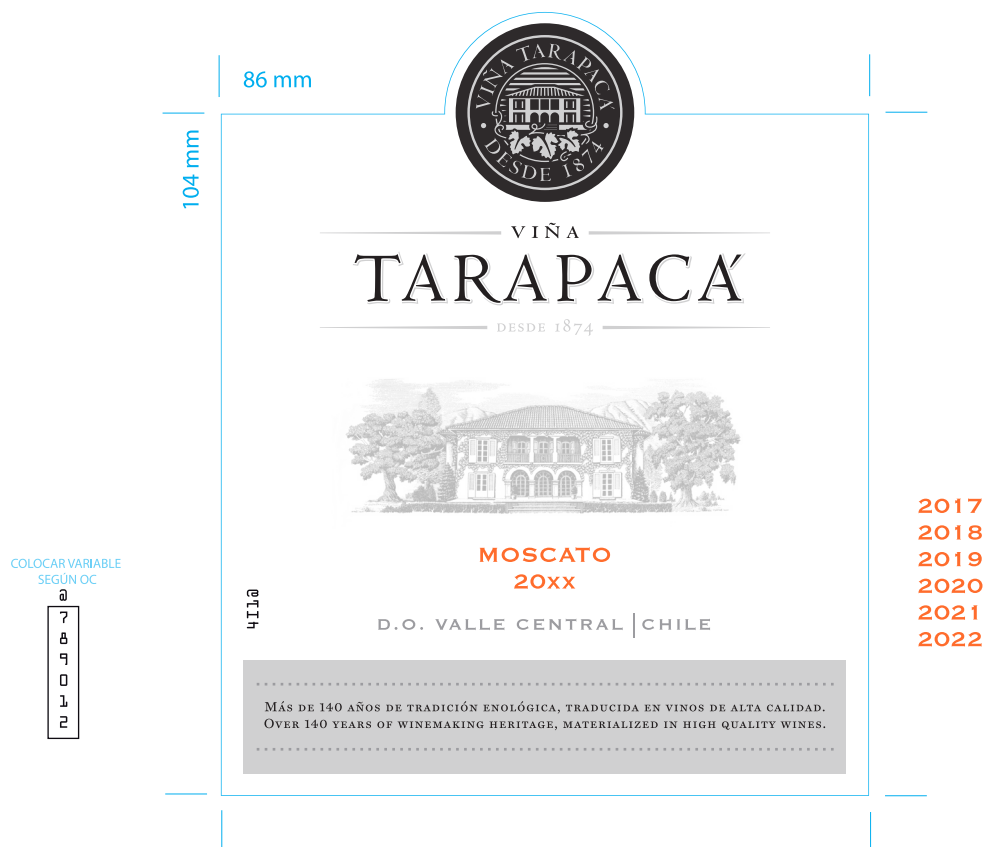 86 mm
104 mm
VIÑA TARAPACÁ
DESDE 1874
VIÑA
TARAPACÁ
DESDE 1874
MOSCATO
20XX
D.O. VALLE CENTRAL | CHILE
MÁS DE 140 AÑOS DE TRADICIÓN ENOLÓGICA, TRADUCIDA EN VINOS DE ALTA CALIDAD.
OVER 140 YEARS OF WINEMAKING HERITAGE, MATERIALIZED IN HIGH QUALITY WINES.
COLOCAR VARIABLE
SEGÚN OC
@
7
8
9
0
1
2
2017
2018
2019
2020
2021
2022